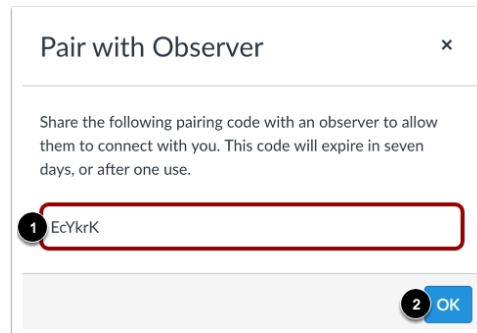 Pair with Observer ×
Share the following pairing code with an observer to allow
them to connect with you. This code will expire in seven
days, or after one use.
1 EcYkrK
2 OK